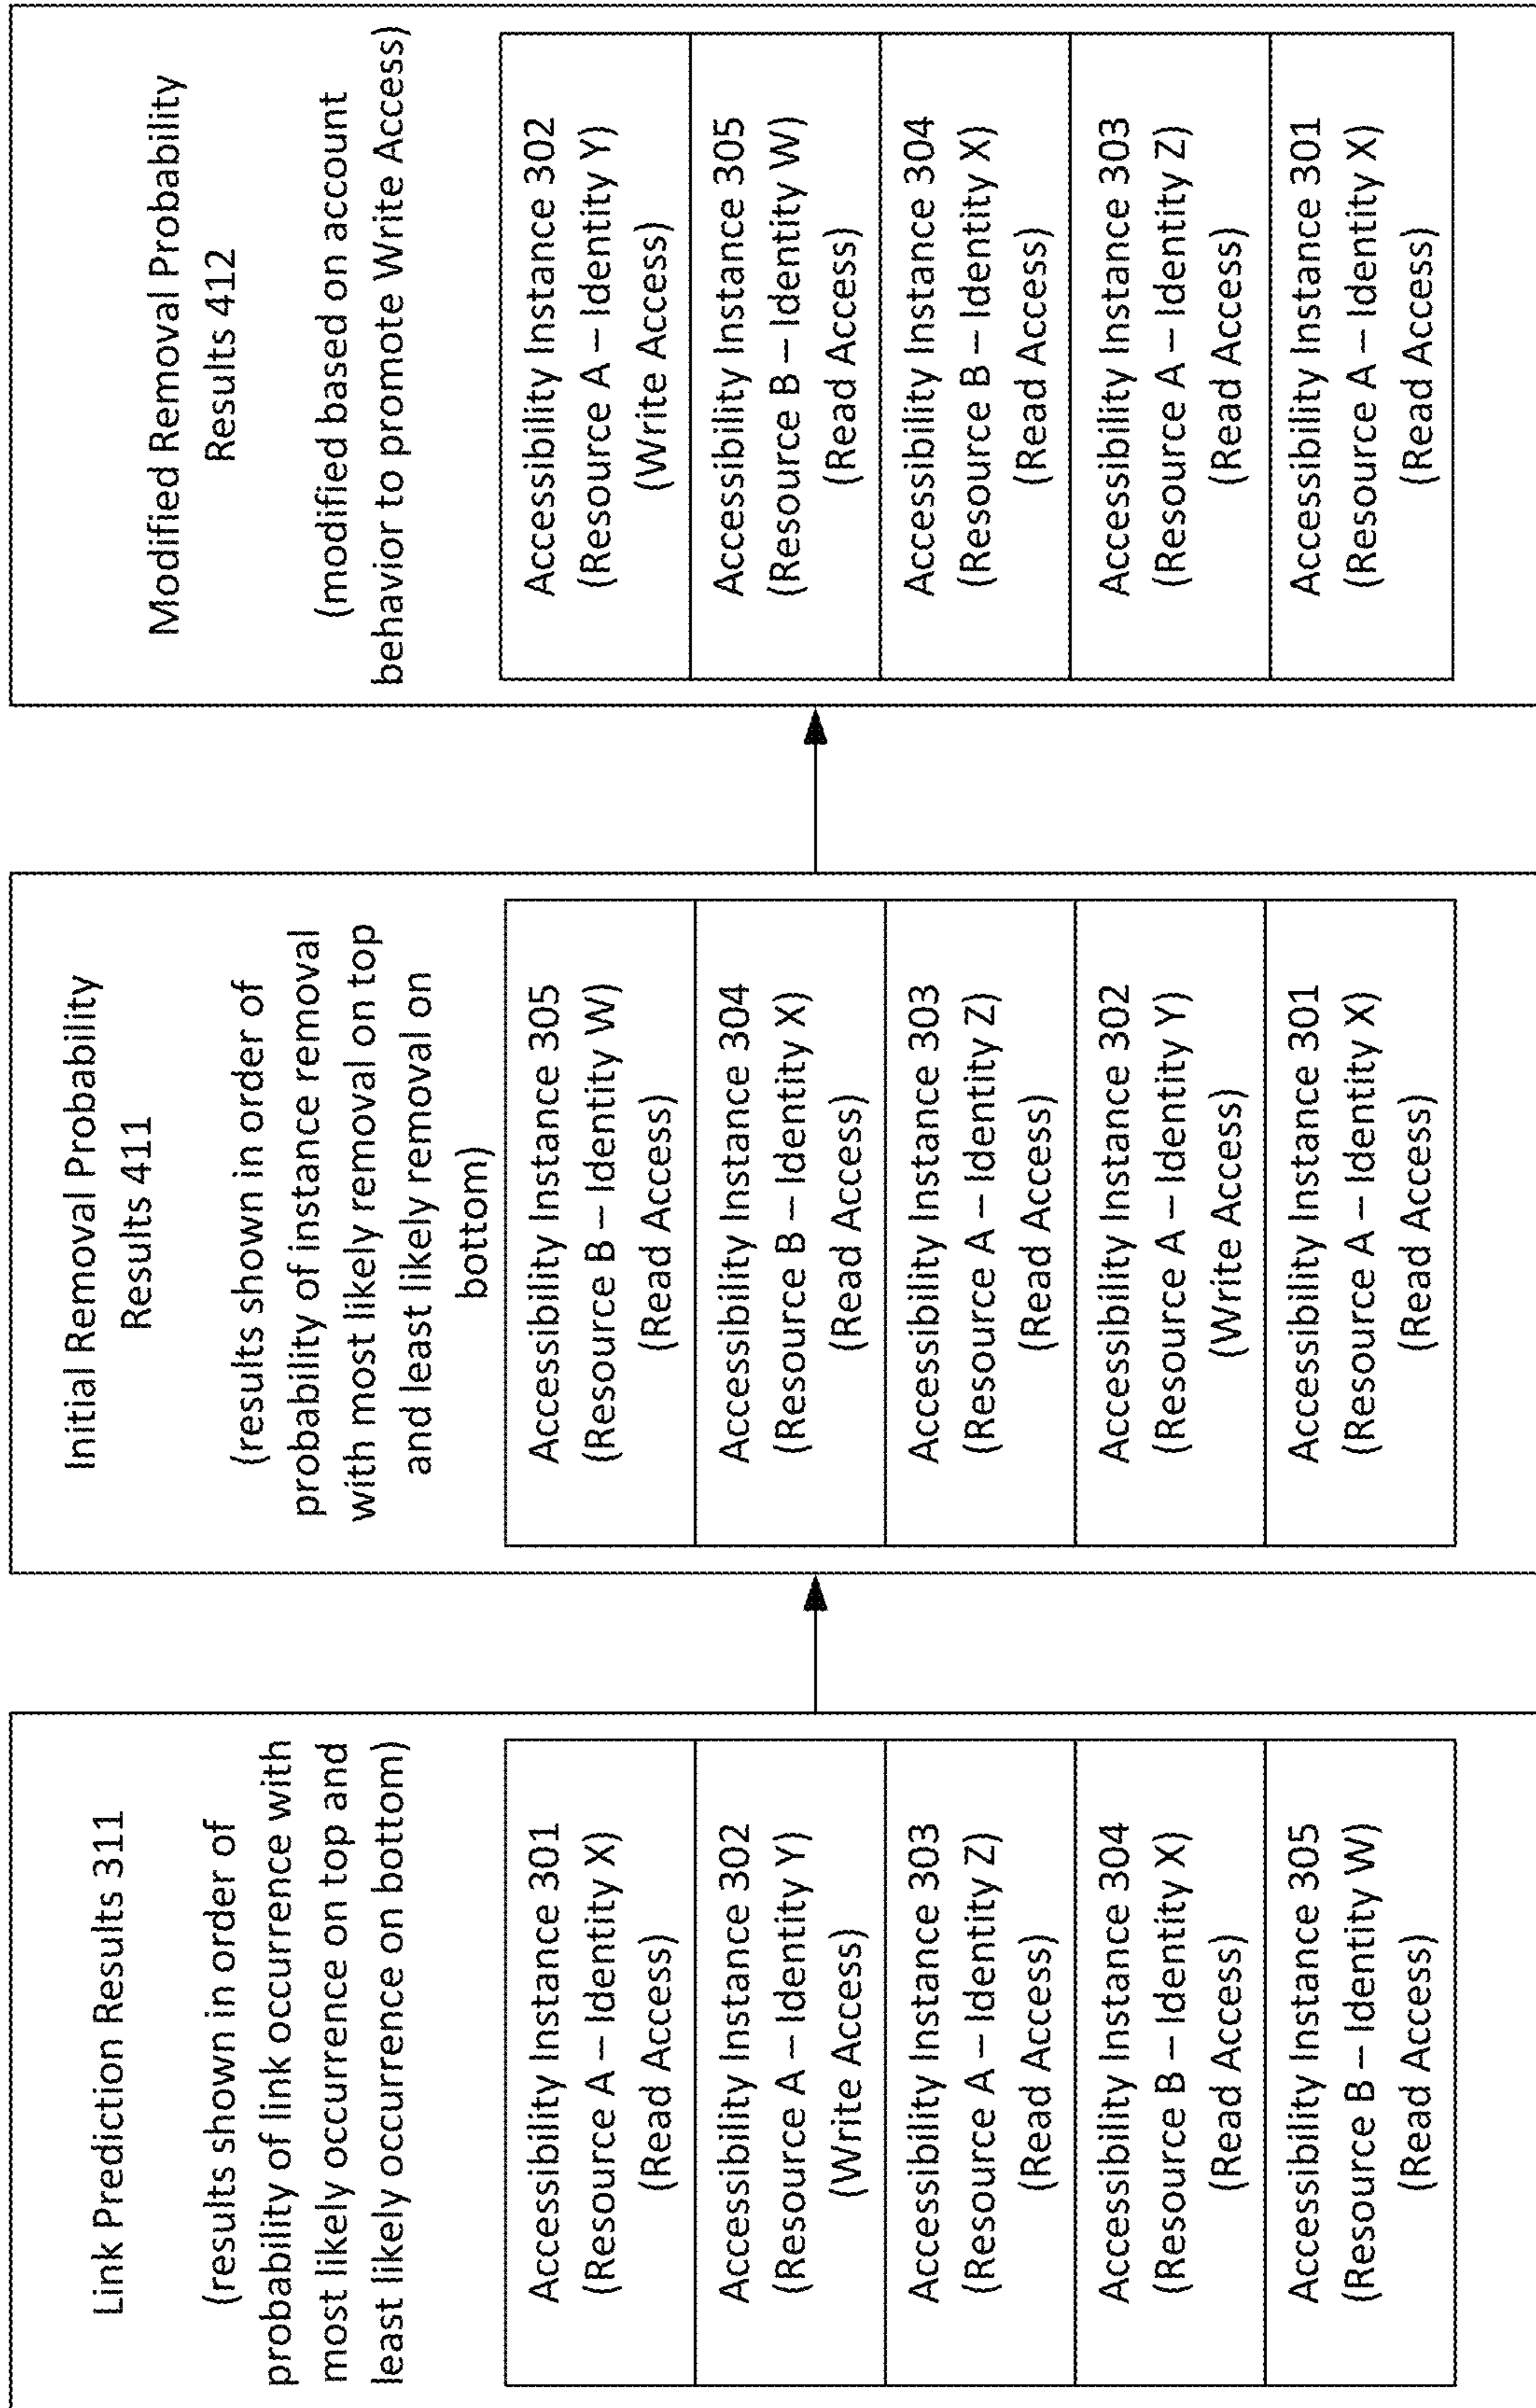 Link Prediction Results 311
(results shown in order of
probability of link occurrence with
most likely occurrence on top and
least likely occurrence on bottom)
Accessibility Instance 301
(Resource A – Identity X)
(Read Access)
Accessibility Instance 302
(Resource A – Identity Y)
(Write Access)
Accessibility Instance 303
(Resource A – Identity Z)
(Read Access)
Accessibility Instance 304
(Resource B – Identity X)
(Read Access)
Accessibility Instance 305
(Resource B – Identity W)
(Read Access)
Initial Removal Probability
Results 411
(results shown in order of
probability of instance removal
with most likely removal on top
and least likely removal on
bottom)
Accessibility Instance 305
(Resource B – Identity W)
(Read Access)
Accessibility Instance 304
(Resource B – Identity X)
(Read Access)
Accessibility Instance 303
(Resource A – Identity Z)
(Read Access)
Accessibility Instance 302
(Resource A – Identity Y)
(Write Access)
Accessibility Instance 301
(Resource A – Identity X)
(Read Access)
Modified Removal Probability
Results 412
(modified based on account
behavior to promote Write Access)
Accessibility Instance 302
(Resource A – Identity Y)
(Write Access)
Accessibility Instance 305
(Resource B – Identity W)
(Read Access)
Accessibility Instance 304
(Resource B – Identity X)
(Read Access)
Accessibility Instance 303
(Resource A – Identity Z)
(Read Access)
Accessibility Instance 301
(Resource A – Identity X)
(Read Access)